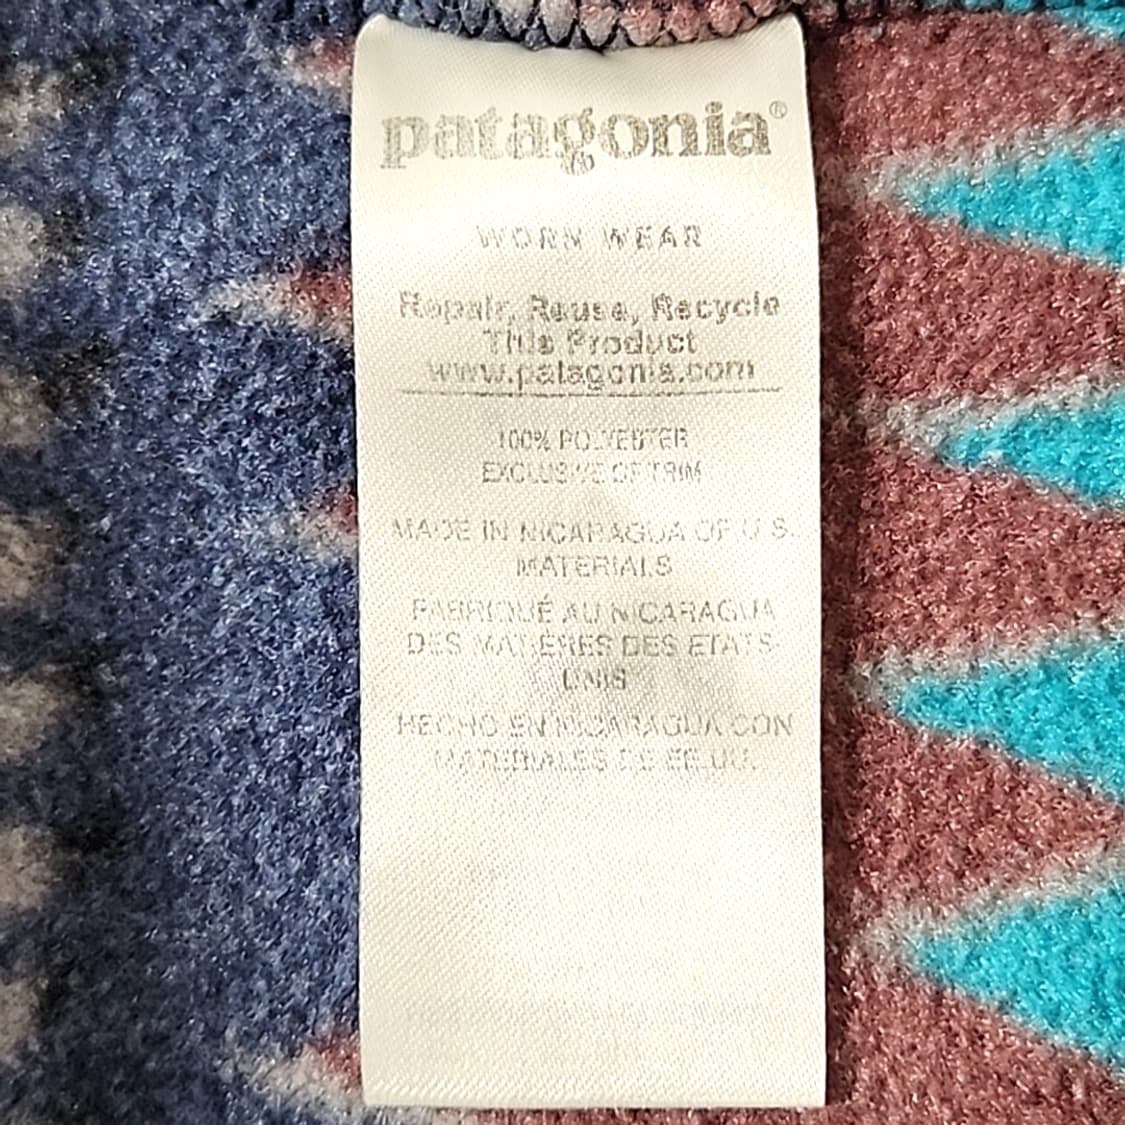 patagonia®
WORN WEAR
Repair, Reuse, Recycle
This Product
www.patagonia.com
100% POLYESTER
EXCLUSIVE OF TRIM
MADE IN NICARAGUA OF U.S.
MATERIALS
FABRIQUÉ AU NICARAGUA
DES MATIÈRES DES ETATS-
UNIS
HECHO EN NICARAGUA CON
MATERIALES DE EE.UU.